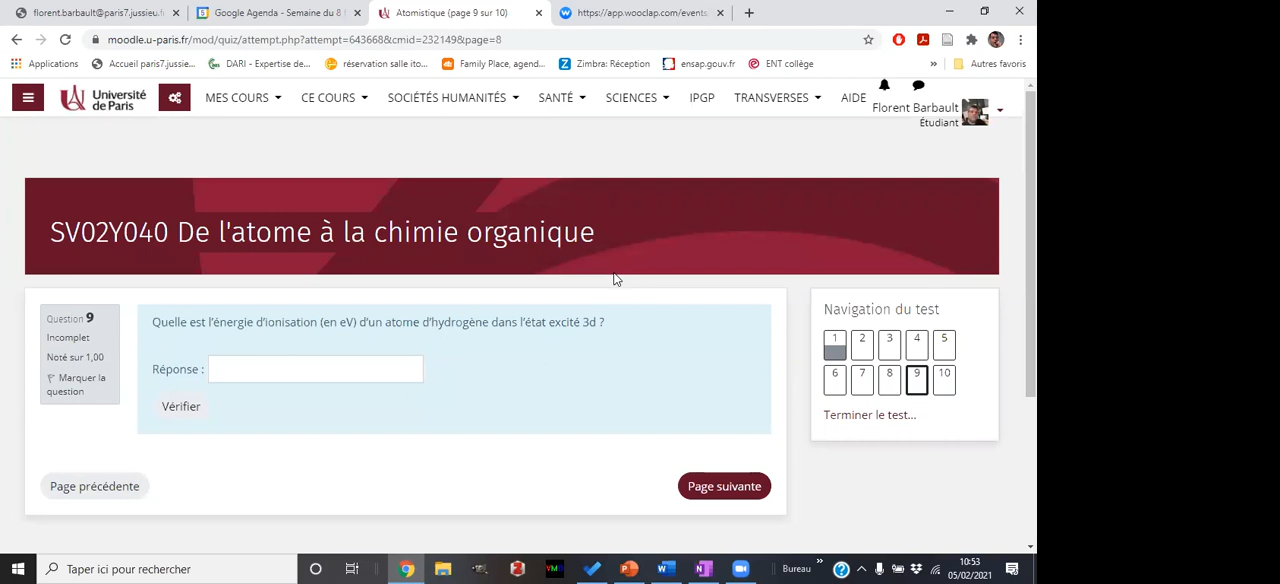 florent.barbault@paris7.jussieu.
Google Agenda - Semaine du 8
Atomistique (page 9 sur 10)
https://app.wooclap.com/events
moodle.u-paris.fr/mod/quiz/attempt.php?attempt=643668&cmid=232149&page=8
Applications
Accueil paris7.jussie...
DARI - Expertise de...
réservation salle ito...
Family Place, agend...
Zimbra: Réception
ensap.gouv.fr
ENT collège
»
Autres favoris
Université
de Paris
MES COURS
CE COURS
SOCIÉTÉS HUMANITÉS
SANTÉ
SCIENCES
IPGP
TRANSVERSES
AIDE
Florent Barbault
Étudiant
SV02Y040 De l'atome à la chimie organique
Question 9
Incomplet
Noté sur 1,00
Marquer la
question
Quelle est l'énergie d'ionisation (en eV) d'un atome d'hydrogène dans l'état excité 3d ?
Réponse :
Vérifier
Page précédente
Page suivante
Navigation du test
1 2 3 4 5
6 7 8 9 10
Terminer le test...
Taper ici pour rechercher
YMD
Bureau
»
10:53
05/02/2021